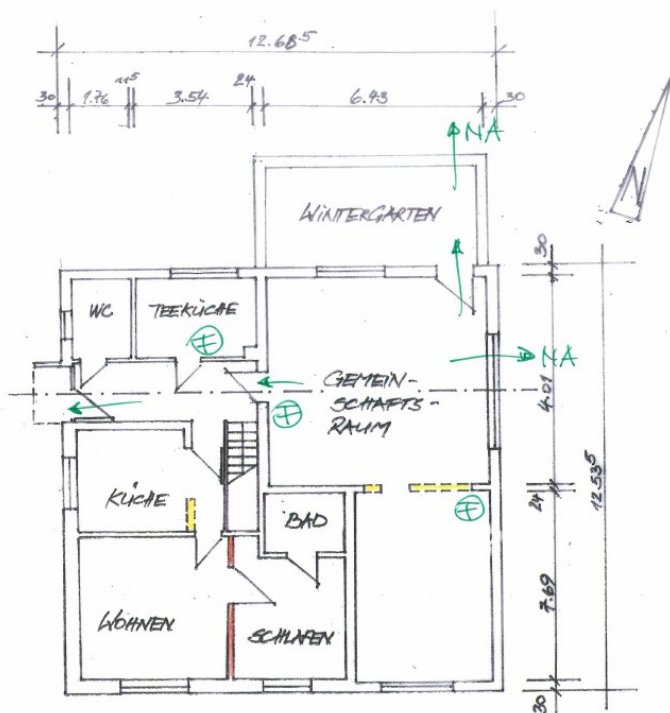 12.68⁵
30 1.76 11⁵ 3.54 24 6.43 30
NA
N
WINTERGARTEN
30
WC
TEEKÜCHE
F
NA
GEMEIN-
SCHAFTS-
RAUM
F
4.01
12.53⁵
KÜCHE
BAD
F
24
WOHNEN
SCHLAFEN
7.69
30